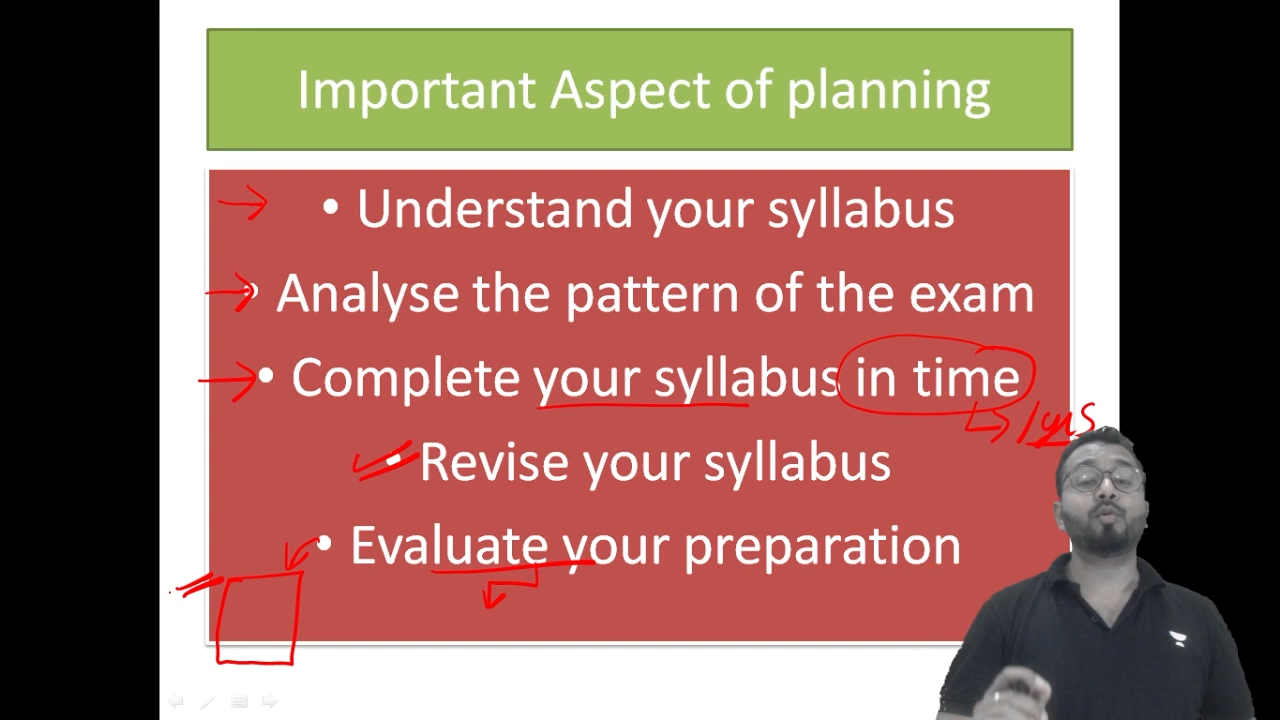 Important Aspect of planning
• Understand your syllabus
• Analyse the pattern of the exam
• Complete your syllabus in time
• Revise your syllabus
• Evaluate your preparation